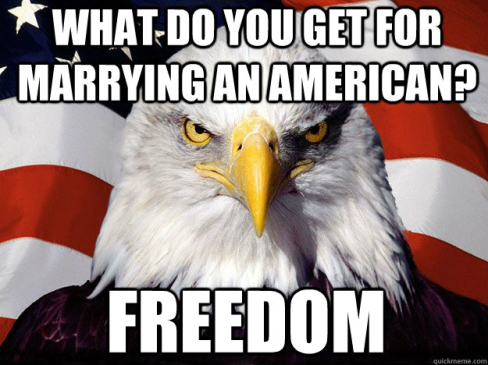 WHAT DO YOU GET FOR
MARRYING AN AMERICAN?
FREEDOM
quickmeme.com